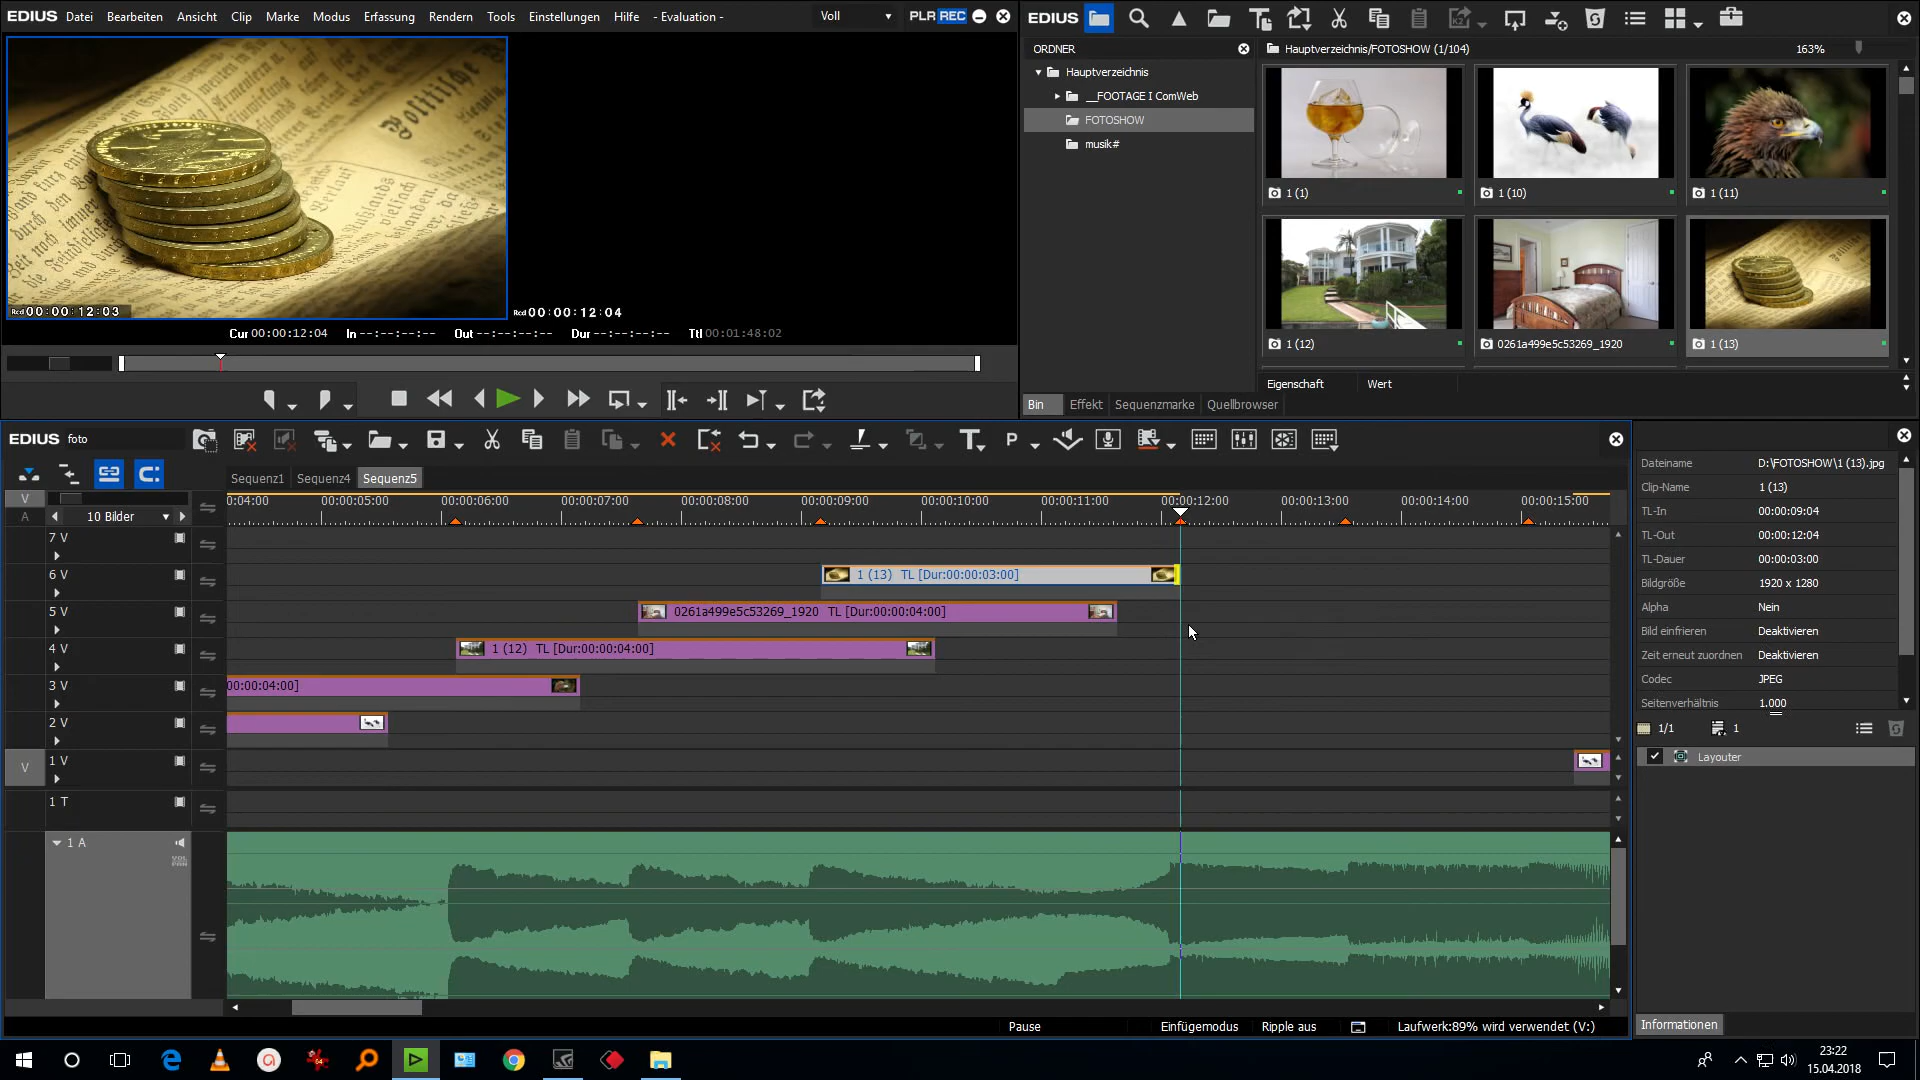 EDIUS Datei Bearbeiten Ansicht Clip Marke Modus Erfassung Rendern Tools Einstellungen Hilfe - Evaluation - Voll PLR REC
Politische
Rcd 00:00:12:03
Rcd 00:00:12:04
Cur 00:00:12:04 In --:--:--:-- Out --:--:--:-- Dur --:--:--:-- Ttl 00:01:48:02
EDIUS
ORDNER
Hauptverzeichnis/FOTOSHOW (1/104) 163%
Hauptverzeichnis
__FOOTAGE I ComWeb
FOTOSHOW
musik#
1 (1) 1 (10) 1 (11)
1 (12) 0261a499e5c53269_1920 1 (13)
Eigenschaft Wert
Bin Effekt Sequenzmarke Quellbrowser
EDIUS foto
Sequenz1 Sequenz4 Sequenz5
V
A
10 Bilder
0:04:00 00:00:05:00 00:00:06:00 00:00:07:00 00:00:08:00 00:00:09:00 00:00:10:00 00:00:11:00 00:00:12:00 00:00:13:00 00:00:14:00 00:00:15:00
7 V
6 V 1 (13) TL [Dur:00:00:03:00]
5 V 0261a499e5c53269_1920 TL [Dur:00:00:04:00]
4 V 1 (12) TL [Dur:00:00:04:00]
3 V 00:00:04:00]
2 V
V 1 V
1 T
1 A
VOL
PAN
Dateiname D:\FOTOSHOW\1 (13).jpg
Clip-Name 1 (13)
TL-In 00:00:09:04
TL-Out 00:00:12:04
TL-Dauer 00:00:03:00
Bildgröße 1920 x 1280
Alpha Nein
Bild einfrieren Deaktivieren
Zeit erneut zuordnen Deaktivieren
Codec JPEG
Seitenverhältnis 1.000
1/1 1
Layouter
Informationen
Pause Einfügemodus Ripple aus Laufwerk:89% wird verwendet (V:)
23:22
15.04.2018